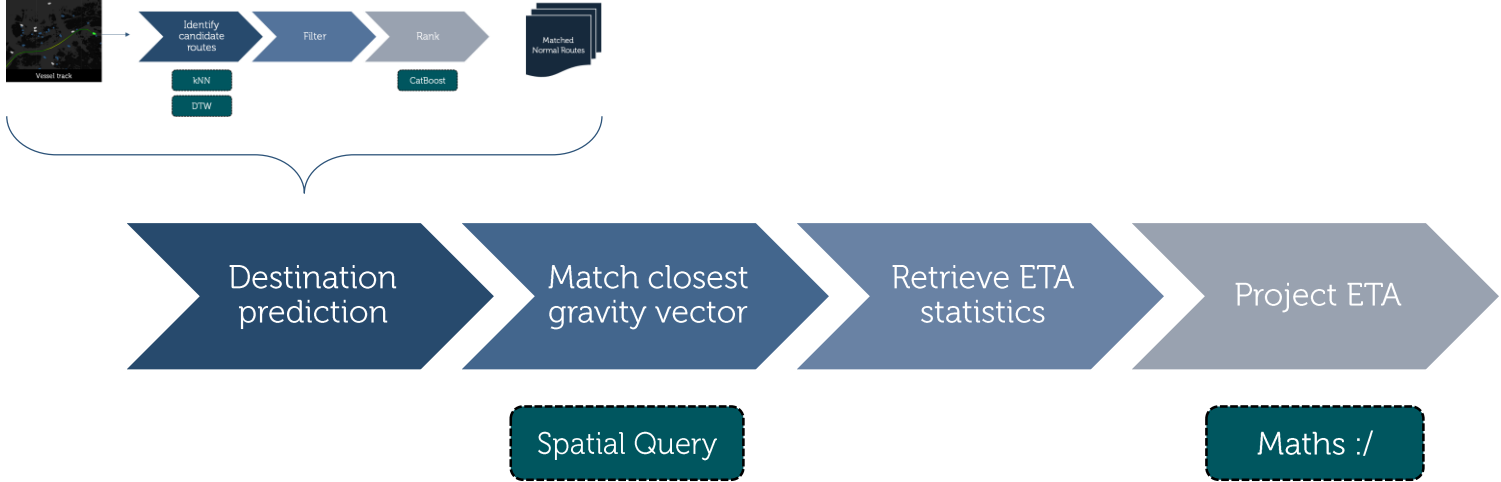 Vessel track
Identify
candidate
routes
Filter
Rank
Matched
Normal Routes
kNN
DTW
CatBoost
Destination
prediction
Match closest
gravity vector
Retrieve ETA
statistics
Project ETA
Spatial Query
Maths :/